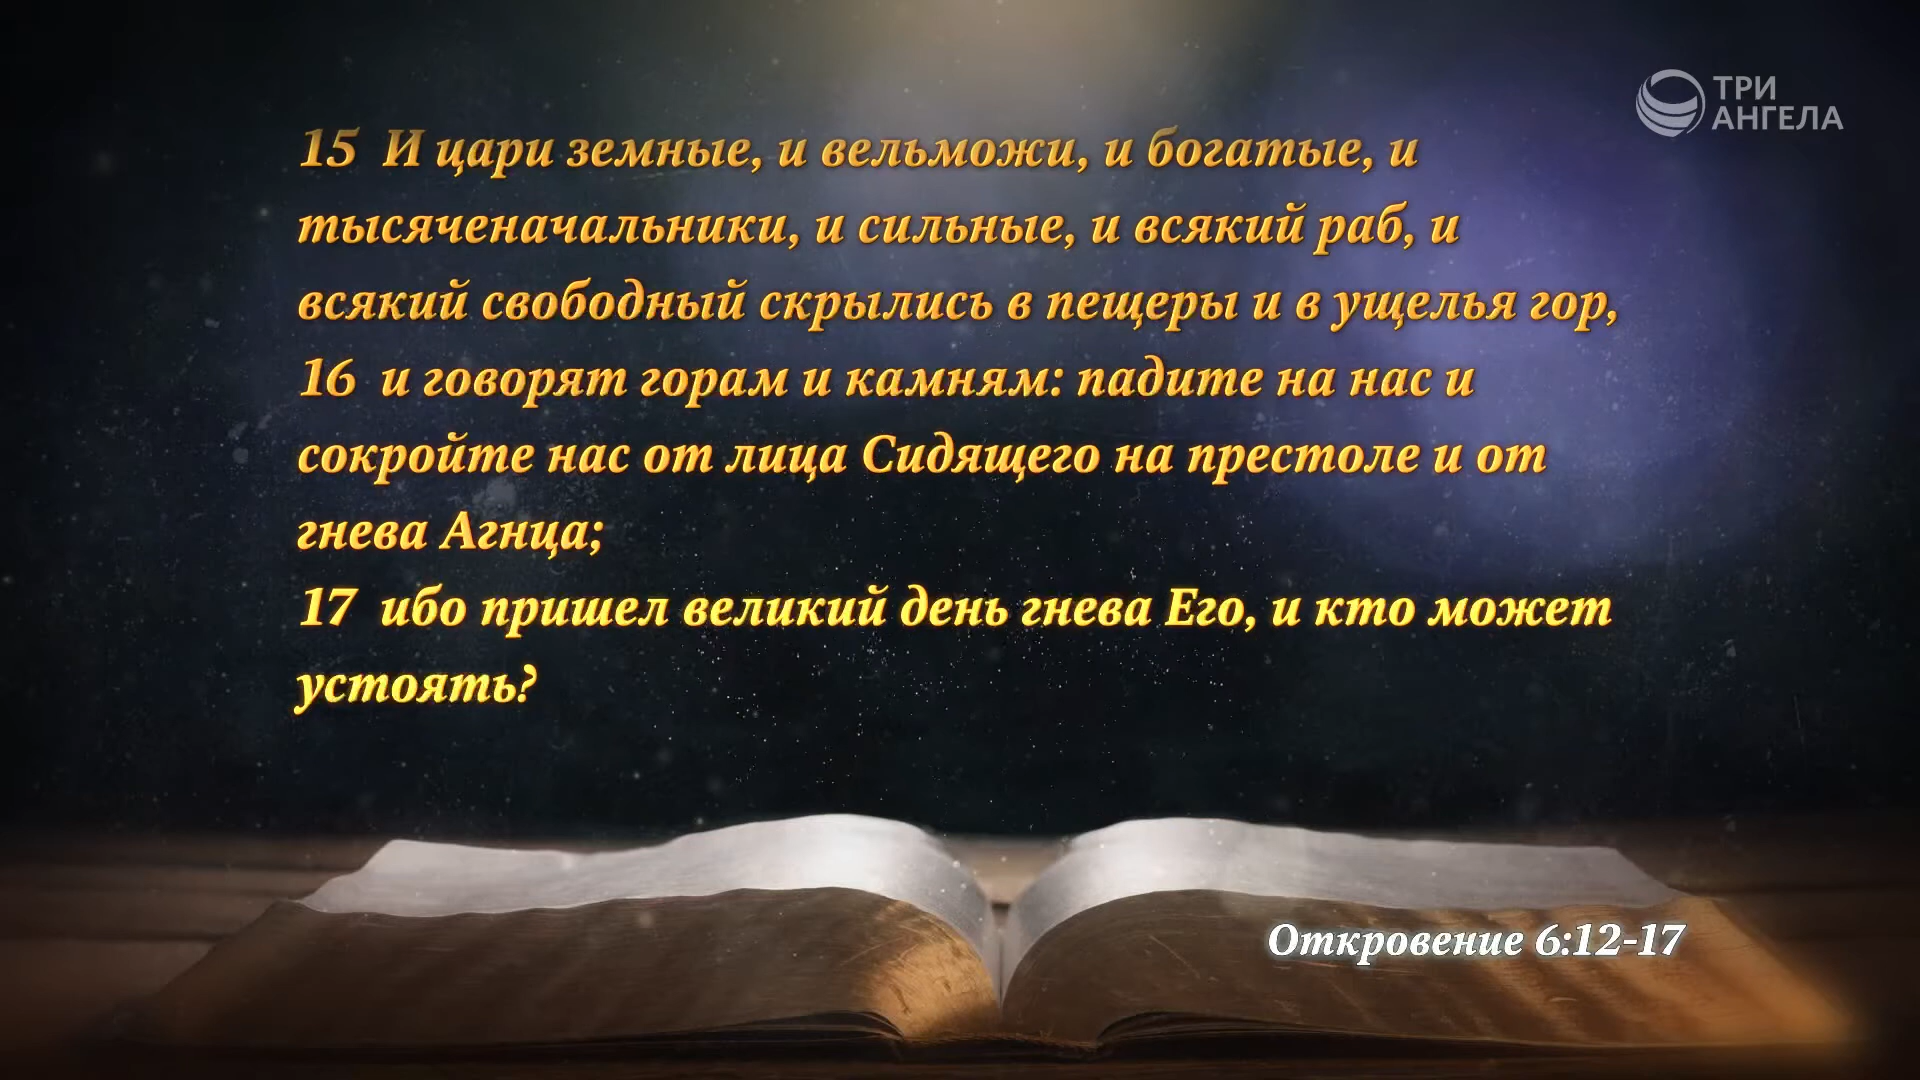 ТРИ
АНГЕЛА
15 И цари земные, и вельможи, и богатые, и
тысяченачальники, и сильные, и всякий раб, и
всякий свободный скрылись в пещеры и в ущелья гор,
16 и говорят горам и камням: падите на нас и
сокройте нас от лица Сидящего на престоле и от
гнева Агнца;
17 ибо пришел великий день гнева Его, и кто может
устоять?
Откровение 6:12-17